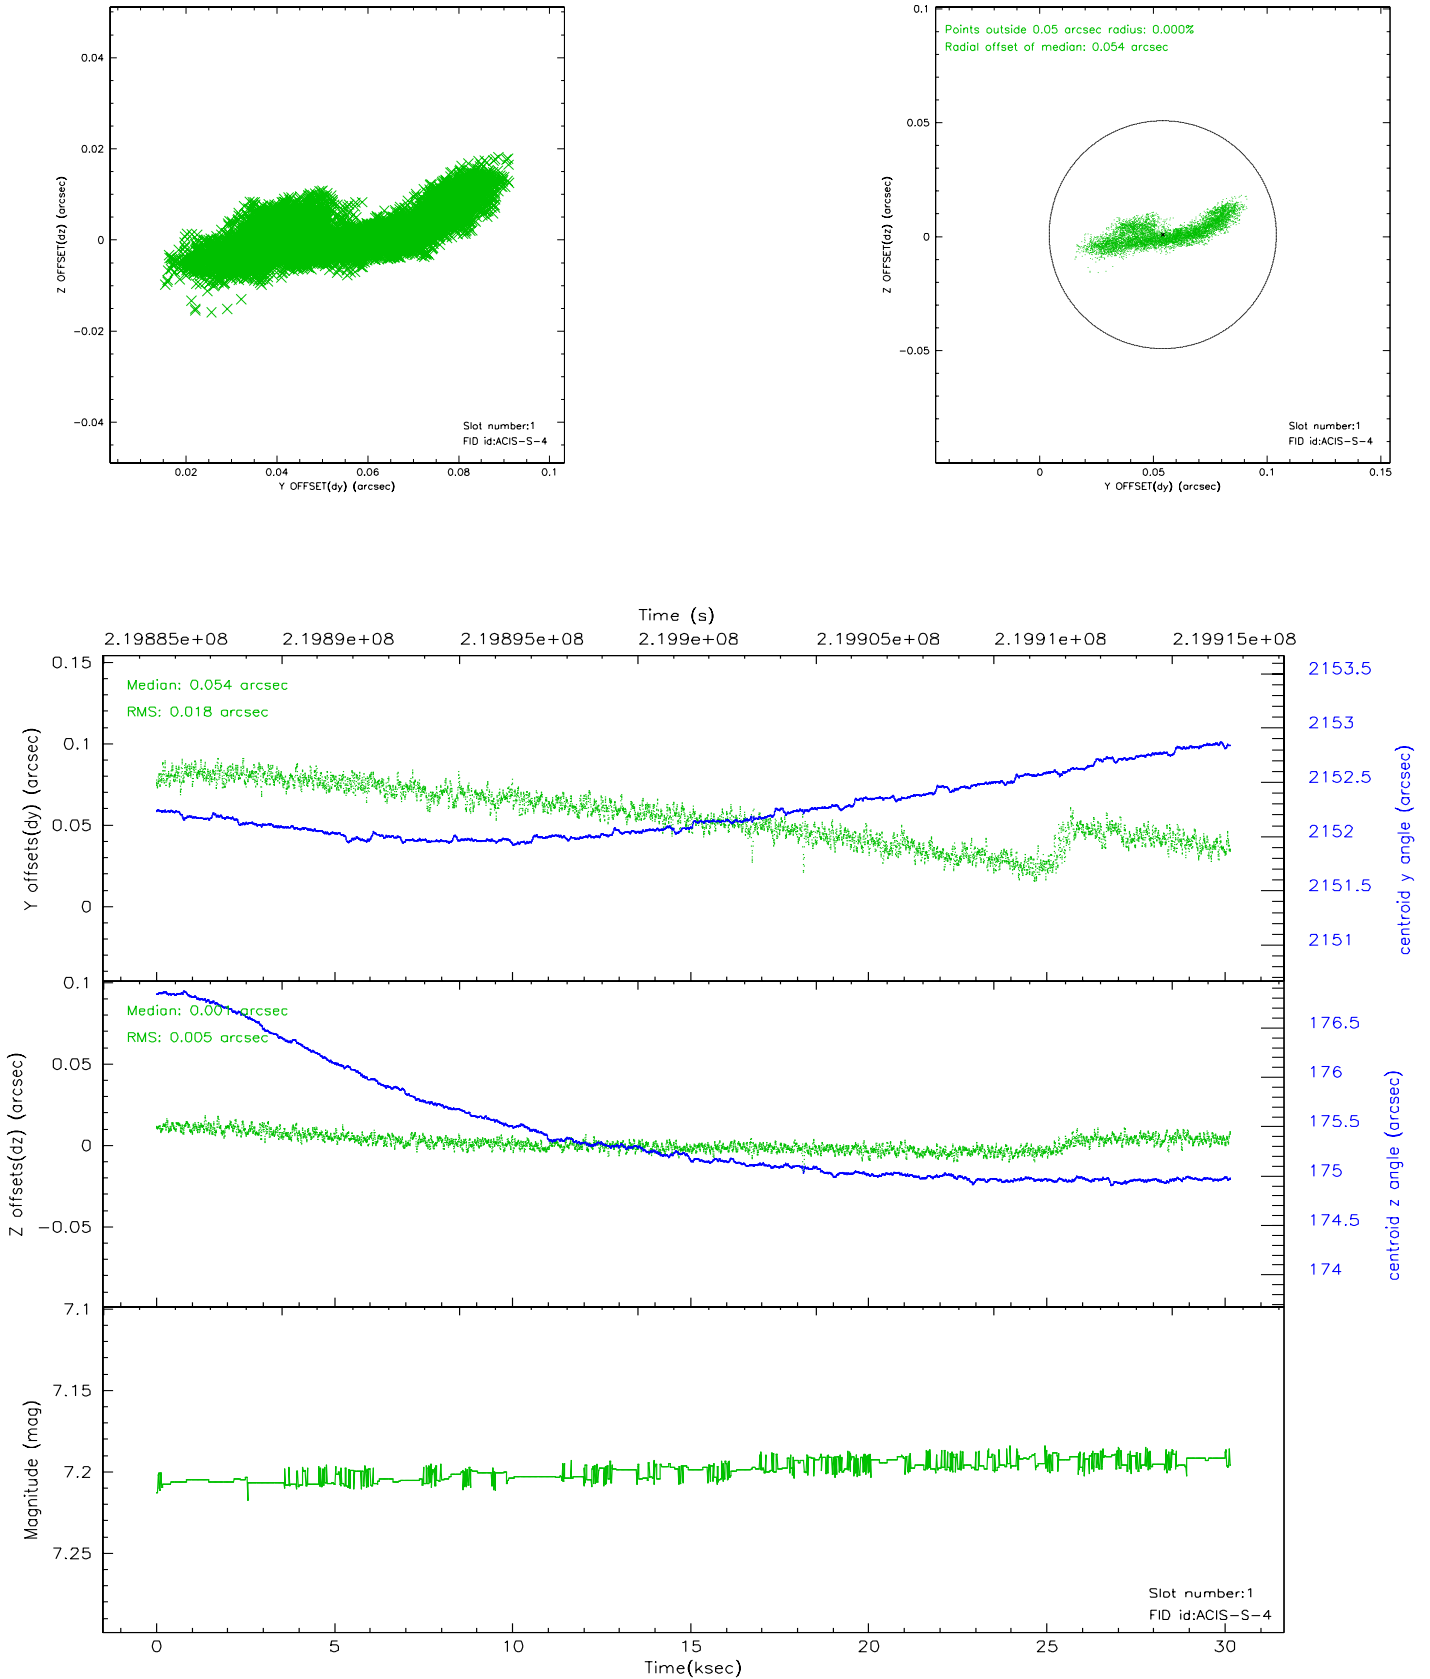 0.04
0.02
0
−0.02
−0.04
Z OFFSET(dz) (arcsec)
Slot number:1
FID id:ACIS−S−4
0.02 0.04 0.06 0.08 0.1
Y OFFSET(dy) (arcsec)
0.1
0.05
0
−0.05
Z OFFSET(dz) (arcsec)
Points outside 0.05 arcsec radius: 0.000%
Radial offset of median: 0.054 arcsec
Slot number:1
FID id:ACIS−S−4
0 0.05 0.1 0.15
Y OFFSET(dy) (arcsec)
Time (s)
2.19885e+08 2.1989e+08 2.19895e+08 2.199e+08 2.19905e+08 2.1991e+08 2.19915e+08
0.15
0.1
0.05
0
Y offsets(dy) (arcsec)
Median: 0.054 arcsec
RMS: 0.018 arcsec
2153.5
2153
2152.5
2152
2151.5
2151
centroid y angle (arcsec)
0.1
0.05
0
−0.05
Z offsets(dz) (arcsec)
Median: 0.001 arcsec
RMS: 0.005 arcsec
176.5
176
175.5
175
174.5
174
centroid z angle (arcsec)
7.1
7.15
7.2
7.25
Magnitude (mag)
Slot number:1
FID id:ACIS−S−4
0 5 10 15 20 25 30
Time(ksec)